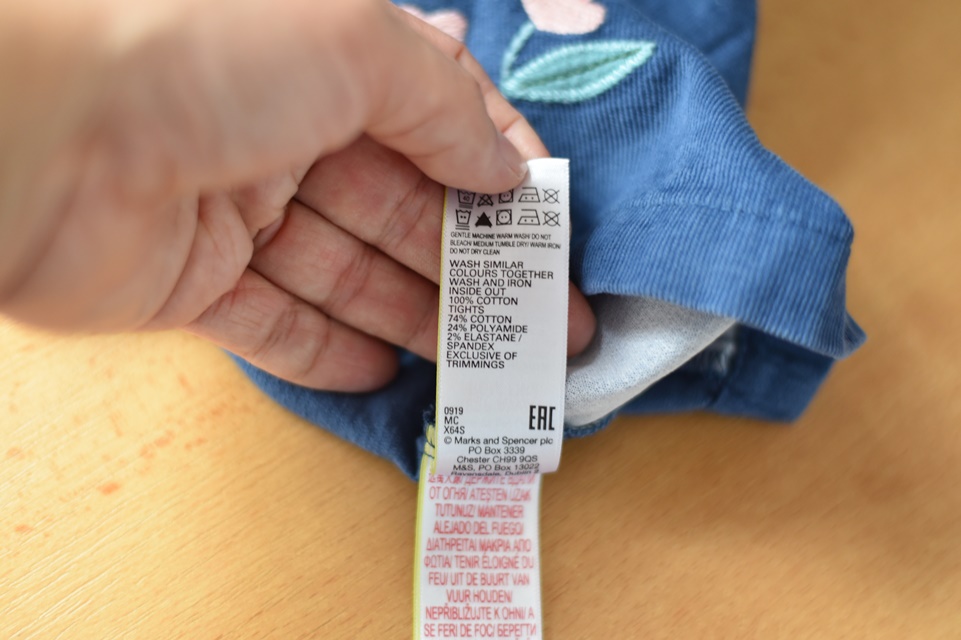 GENTLE MACHINE WARM WASH/ DO NOT
BLEACH/ MEDIUM TUMBLE DRY/ WARM IRON/
DO NOT DRY CLEAN
WASH SIMILAR
COLOURS TOGETHER
WASH AND IRON
INSIDE OUT
100% COTTON
TIGHTS
74% COTTON
24% POLYAMIDE
2% ELASTANE /
SPANDEX
EXCLUSIVE OF
TRIMMINGS
0919
MC
X64S
EAC
© Marks and Spencer plc
PO Box 3339
Chester CH99 9QS
M&S, PO Box 13022
ОТ ОГНЯ/ ATEŞTEN UZAK
TUTUNUZ/ MANTENER
ALEJADO DEL FUEGO/
ΔΙΑΤΗΡΕΙΤΑΙ ΜΑΚΡΙΑ ΑΠΟ
ΦΩΤΙΑ/ TENIR ÉLOIGNÉ DU
FEU/ UIT DE BUURT VAN
VUUR HOUDEN/
NEPŘIBLIŽUJTE K OHNI/ A
SE FERI DE FOC/ БЕРЕГТИ